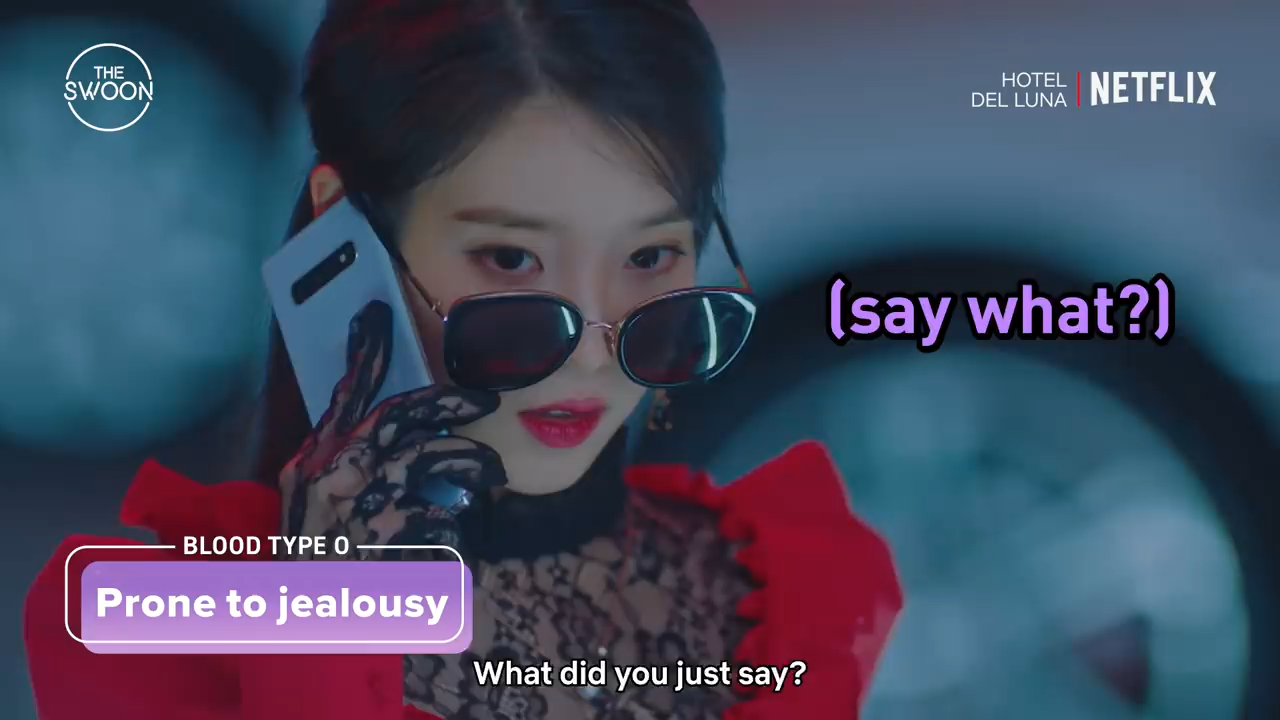 THE
SWOON
HOTEL
DEL LUNA
NETFLIX
(say what?)
BLOOD TYPE O
Prone to jealousy
What did you just say?